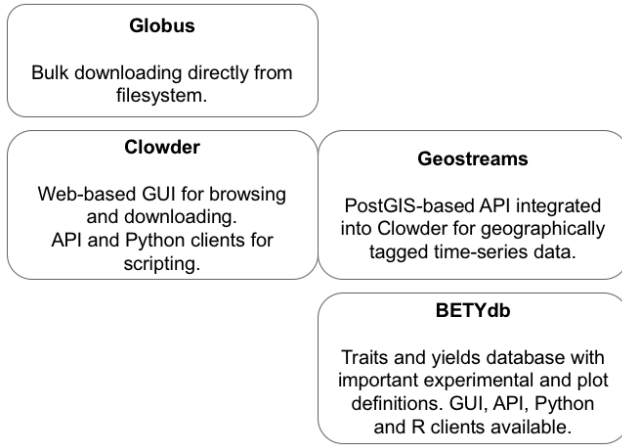 Globus
Bulk downloading directly from
filesystem.
Clowder
Web-based GUI for browsing
and downloading.
API and Python clients for
scripting.
Geostreams
PostGIS-based API integrated
into Clowder for geographically
tagged time-series data.
BETYdb
Traits and yields database with
important experimental and plot
definitions. GUI, API, Python
and R clients available.